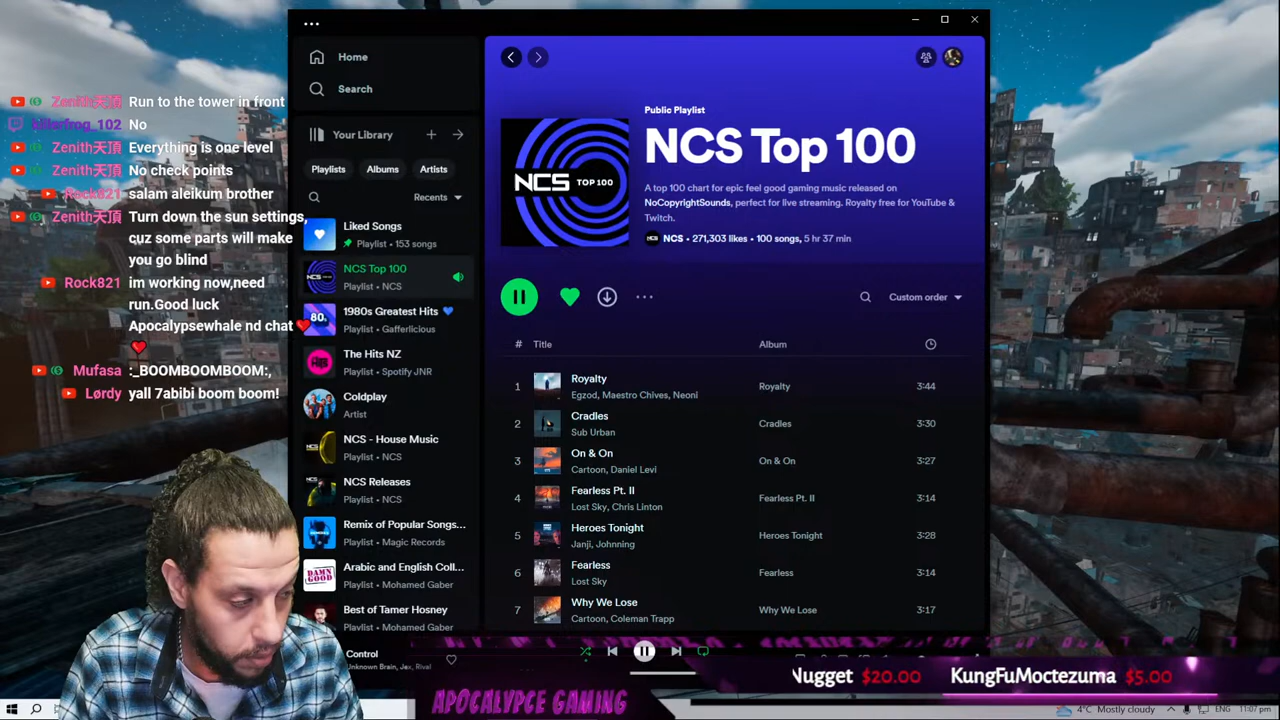 Zenith天頂 Run to the tower in front
killerfrog_102 No
Zenith天頂 Everything is one level
Zenith天頂 No check points
Rock821 salam aleikum brother
Zenith天頂 Turn down the sun settings,
cuz some parts will make
you go blind
Rock821 im working now,need
run.Good luck
Apocalypsewhale nd chat
Mufasa :_BOOMBOOMBOOM:,
Lørdy yall 7abibi boom boom!
Home
Search
Your Library
Playlists Albums Artists
Recents
Liked Songs
Playlist • 153 songs
NCS Top 100
Playlist • NCS
1980s Greatest Hits
Playlist • Gafferlicious
The Hits NZ
Playlist • Spotify JNR
Coldplay
Artist
NCS - House Music
Playlist • NCS
NCS Releases
Playlist • NCS
Remix of Popular Songs...
Playlist • Magic Records
Arabic and English Coll...
Playlist • Mohamed Gaber
Best of Tamer Hosney
Playlist • Mohamed Gaber
Control
Unknown Brain, Jex, Rival
NCS TOP 100
80s
DAMN GOOD
Public Playlist
NCS Top 100
A top 100 chart for epic feel good gaming music released on
NoCopyrightSounds, perfect for live streaming. Royalty free for YouTube &
Twitch.
NCS • 271,303 likes • 100 songs, 5 hr 37 min
Custom order
# Title Album
1 Royalty Royalty 3:44
Egzod, Maestro Chives, Neoni
2 Cradles Cradles 3:30
Sub Urban
3 On & On On & On 3:27
Cartoon, Daniel Levi
4 Fearless Pt. II Fearless Pt. II 3:14
Lost Sky, Chris Linton
5 Heroes Tonight Heroes Tonight 3:28
Janji, Johnning
6 Fearless Fearless 3:14
Lost Sky
7 Why We Lose Why We Lose 3:17
Cartoon, Coleman Trapp
Nugget $20.00 KungFuMoctezuma $5.00
APOCALYPCE GAMING
4°C Mostly cloudy ENG 11:07 pm